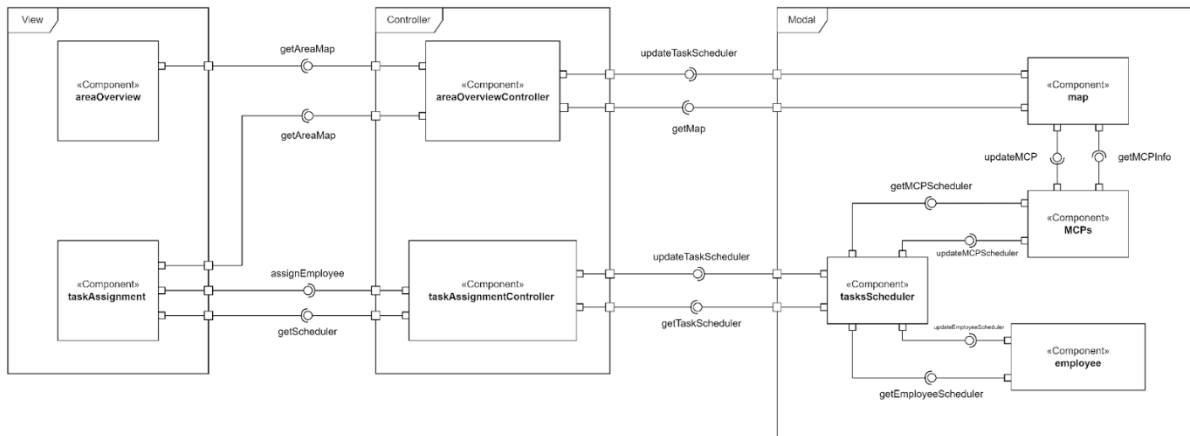 View
Controller
Modal
«Component»
areaOverview
getAreaMap
getAreaMap
«Component»
areaOverviewController
updateTaskScheduler
getMap
«Component»
map
updateMCP
getMCPInfo
getMCPScheduler
«Component»
MCPs
updateMCPScheduler
«Component»
taskAssignment
assignEmployee
getScheduler
«Component»
taskAssignmentController
updateTaskScheduler
getTaskScheduler
«Component»
tasksScheduler
updateEmployeeScheduler
«Component»
employee
getEmployeeScheduler